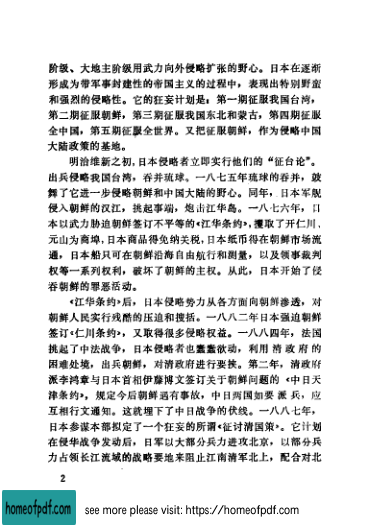 阶级、大地主阶级用武力向外侵略扩张的野心。日本在逐渐
形成为带军事封建性的帝国主义的过程中，表现出特别野蛮
和强烈的侵略性。它的狂妄计划是：第一期征服我国台湾，
第二期征服朝鲜，第三期征服我国东北和蒙古，第四期征服
全中国，第五期征服全世界。又把征服朝鲜，作为侵略中国
大陆政策的基地。
明治维新之初，日本侵略者立即实行他们的“征台论”。
出兵侵略我国台湾，吞并琉球。一八七五年琉球的吞并，鼓
舞了它进一步侵略朝鲜和中国大陆的野心。同年，日本军舰
侵入朝鲜的汉江，挑起事端，炮击江华岛。一八七六年，日
本以武力胁迫朝鲜签订不平等的《江华条约》，攫取了开仁川、
元山为商埠，日本商品得免纳关税，日本纸币得在朝鲜市场流
通，日本船只可在朝鲜沿海自由航行和测量，以及领事裁判
权等一系列权利，破坏了朝鲜的主权。从此，日本开始了侵
吞朝鲜的罪恶活动。
《江华条约》后，日本侵略势力从各方面向朝鲜渗透，对
朝鲜人民实行残酷的压迫和搜括。一八八二年日本强迫朝鲜
签订《仁川条约》，又取得很多侵略权益。一八八四年，法国
挑起了中法战争，日本侵略者也蠢蠢欲动，利用清政府的
困难处境，出兵朝鲜，对清政府进行要挟。第二年，清政府
派李鸿章与日本首相伊藤博文签订关于朝鲜问题的《中日天
津条约》，规定今后朝鲜遇有事故，中日两国如要派兵，应
互相行文通知。这就埋下了中日战争的伏线。一八八七年，
日本参谋本部拟定了一个狂妄的所谓《征讨清国策》。它计划
在侵华战争发动后，日军以大部分兵力进攻北京，以部分兵
力占领长江流域的战略要地来阻止江南清军北上，配合对北
2
homeofpdf.com
see more please visit: https://homeofpdf.com